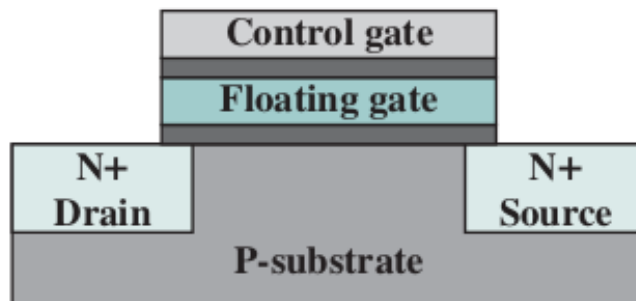 Control gate
Floating gate
N+
Drain
N+
Source
P-substrate